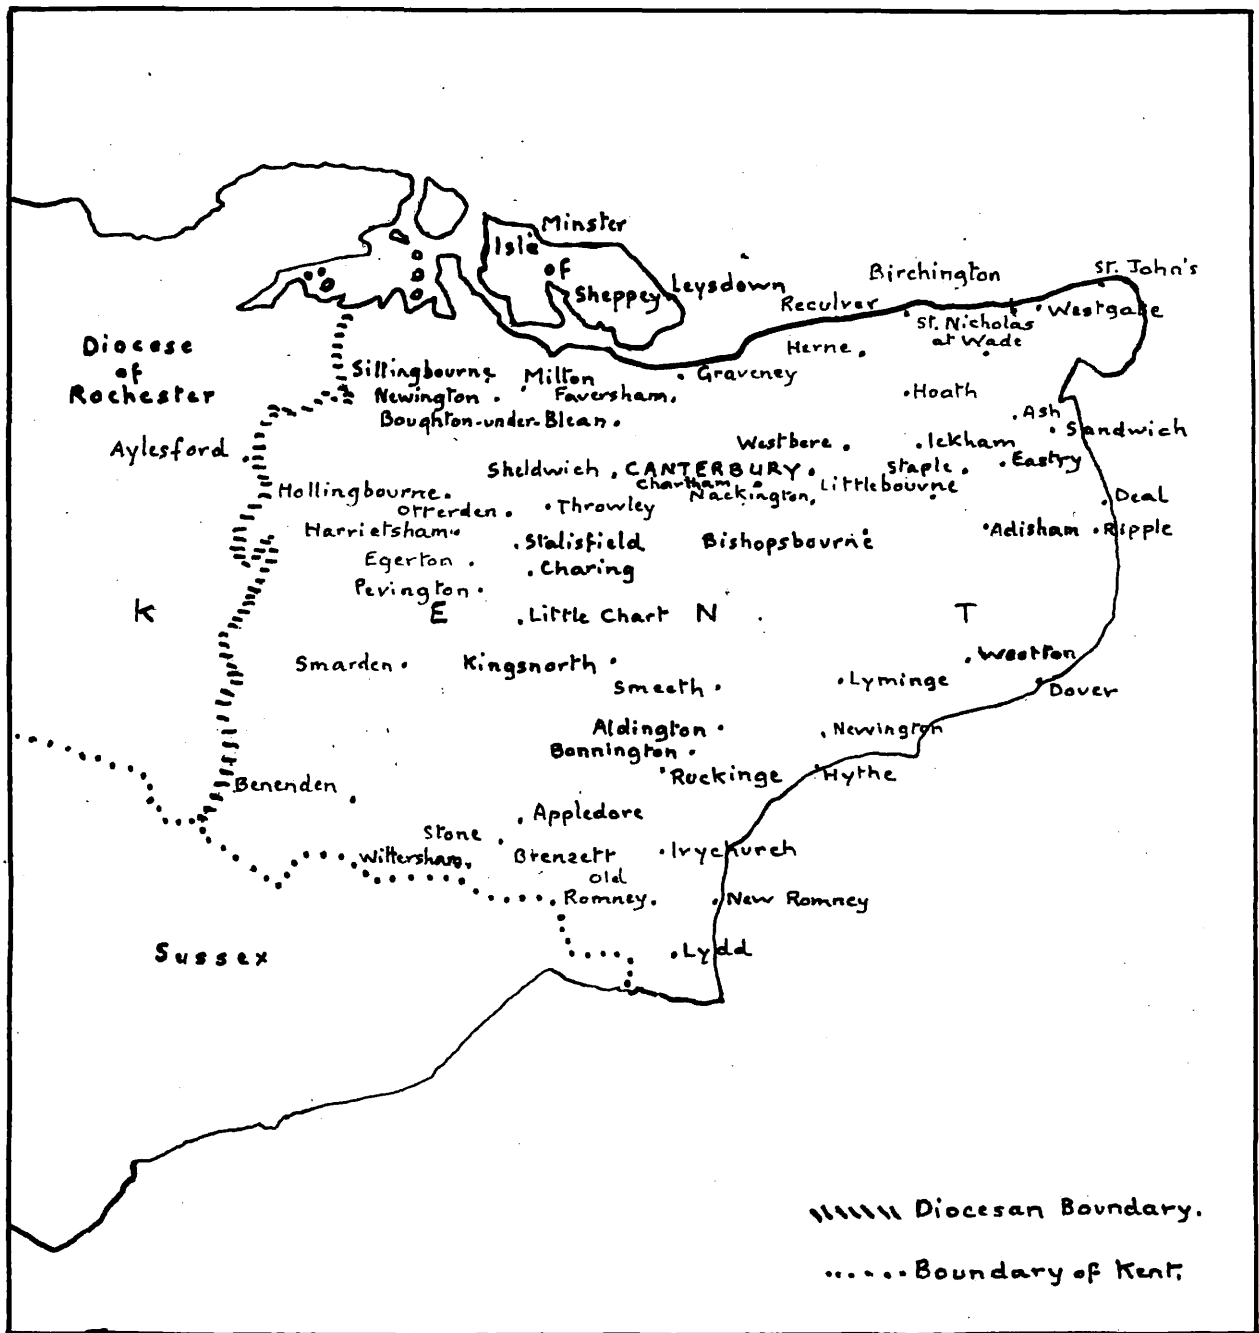 Minster
Isle
of
Sheppey
Leysdown
Birchington
St. John's
Reculver
Westgate
St. Nicholas
at Wade
Herne
Diocese
of
Rochester
Sittingbourne
Milton
Graveney
Newington
Faversham
Hoath
Boughton-under-Blean
Ash
Sandwich
Aylesford
Westbere
Ickham
Sheldwich
CANTERBURY
Staple
Eastry
Chartham
Littlebourne
Hollingbourne
Nackington
Deal
Otterden
Throwley
Harrietsham
Stalisfield
Bishopsbourne
Adisham
Ripple
Egerton
Charing
Pevington
K E N T
Little Chart
Smarden
Kingsnorth
Wootton
Smeeth
Lyminge
Dover
Aldington
Newington
Bonnington
Ruckinge
Hythe
Benenden
Appledore
Stone
Wittersham
Brenzett
Ivychurch
Old
Romney
New Romney
Sussex
Lydd
Diocesan Boundary.
Boundary of Kent.